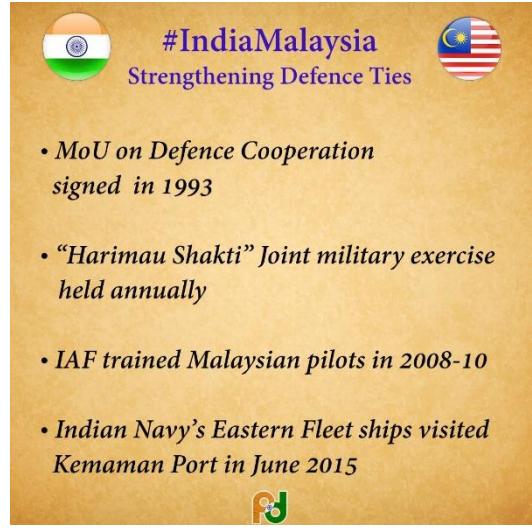 #IndiaMalaysia
Strengthening Defence Ties
• MoU on Defence Cooperation
signed in 1993
• “Harimau Shakti” Joint military exercise
held annually
• IAF trained Malaysian pilots in 2008-10
• Indian Navy’s Eastern Fleet ships visited
Kemaman Port in June 2015
pd